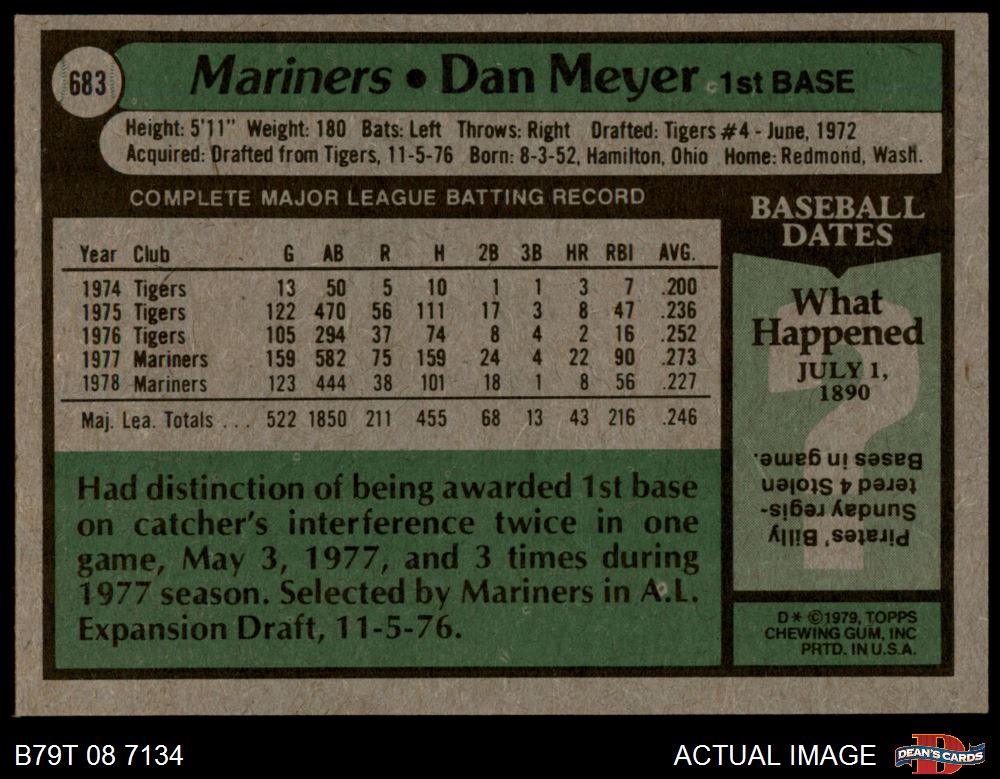 683
Mariners • Dan Meyer 1st BASE
Height: 5'11" Weight: 180 Bats: Left Throws: Right Drafted: Tigers #4 - June, 1972
Acquired: Drafted from Tigers, 11-5-76 Born: 8-3-52, Hamilton, Ohio Home: Redmond, Wash.
COMPLETE MAJOR LEAGUE BATTING RECORD
Year Club G AB R H 2B 3B HR RBI AVG.
1974 Tigers 13 50 5 10 1 1 3 7 .200
1975 Tigers 122 470 56 111 17 3 8 47 .236
1976 Tigers 105 294 37 74 8 4 2 16 .252
1977 Mariners 159 582 75 159 24 4 22 90 .273
1978 Mariners 123 444 38 101 18 1 8 56 .227
Maj. Lea. Totals . . . 522 1850 211 455 68 13 43 216 .246
Had distinction of being awarded 1st base
on catcher's interference twice in one
game, May 3, 1977, and 3 times during
1977 season. Selected by Mariners in A.L.
Expansion Draft, 11-5-76.
BASEBALL
DATES
What
Happened
JULY 1,
1890
Pirates' Billy
Sunday regis-
tered 4 Stolen
Bases in game.
D* ©1979, TOPPS
CHEWING GUM, INC
PRTD. IN U.S.A.
B79T 08 7134
ACTUAL IMAGE
DEAN'S CARDS